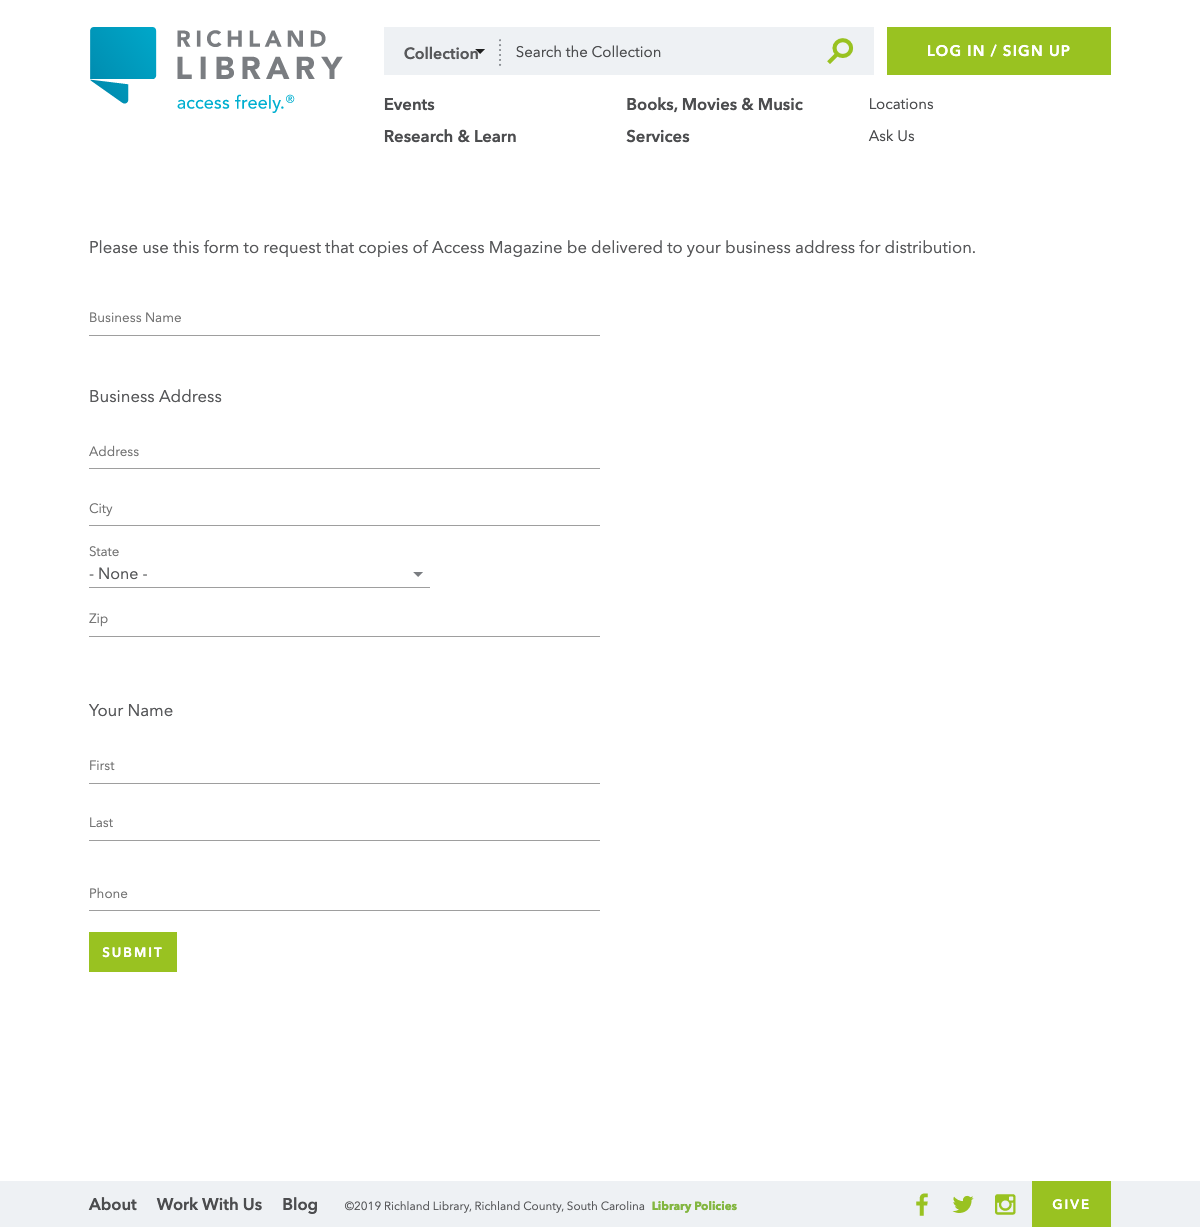 RICHLAND
LIBRARY
access freely.®
Collection
Search the Collection
LOG IN / SIGN UP
Events
Books, Movies & Music
Locations
Research & Learn
Services
Ask Us
Please use this form to request that copies of Access Magazine be delivered to your business address for distribution.
Business Name
Business Address
Address
City
State
- None -
Zip
Your Name
First
Last
Phone
SUBMIT
About
Work With Us
Blog
©2019 Richland Library, Richland County, South Carolina Library Policies
GIVE